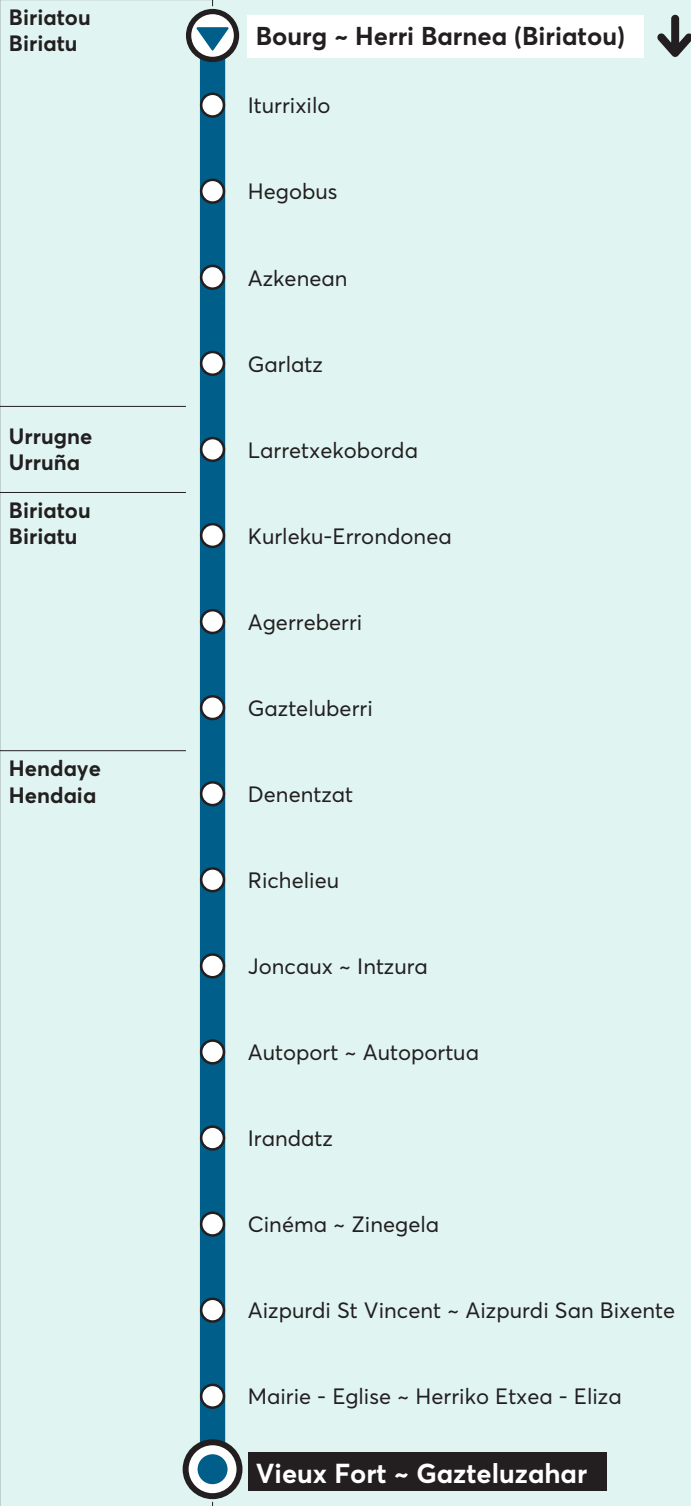 Biriatou
Biriatu
Bourg ~ Herri Barnea (Biriatou)
Iturrixilo
Hegobus
Azkenean
Garlatz
Urrugne
Urruña
Larretxekoborda
Biriatou
Biriatu
Kurleku-Errondonea
Agerreberri
Gazteluberri
Hendaye
Hendaia
Denentzat
Richelieu
Joncaux ~ Intzura
Autoport ~ Autoportua
Irandatz
Cinéma ~ Zinegela
Aizpurdi St Vincent ~ Aizpurdi San Bixente
Mairie - Eglise ~ Herriko Etxea - Eliza
Vieux Fort ~ Gazteluzahar